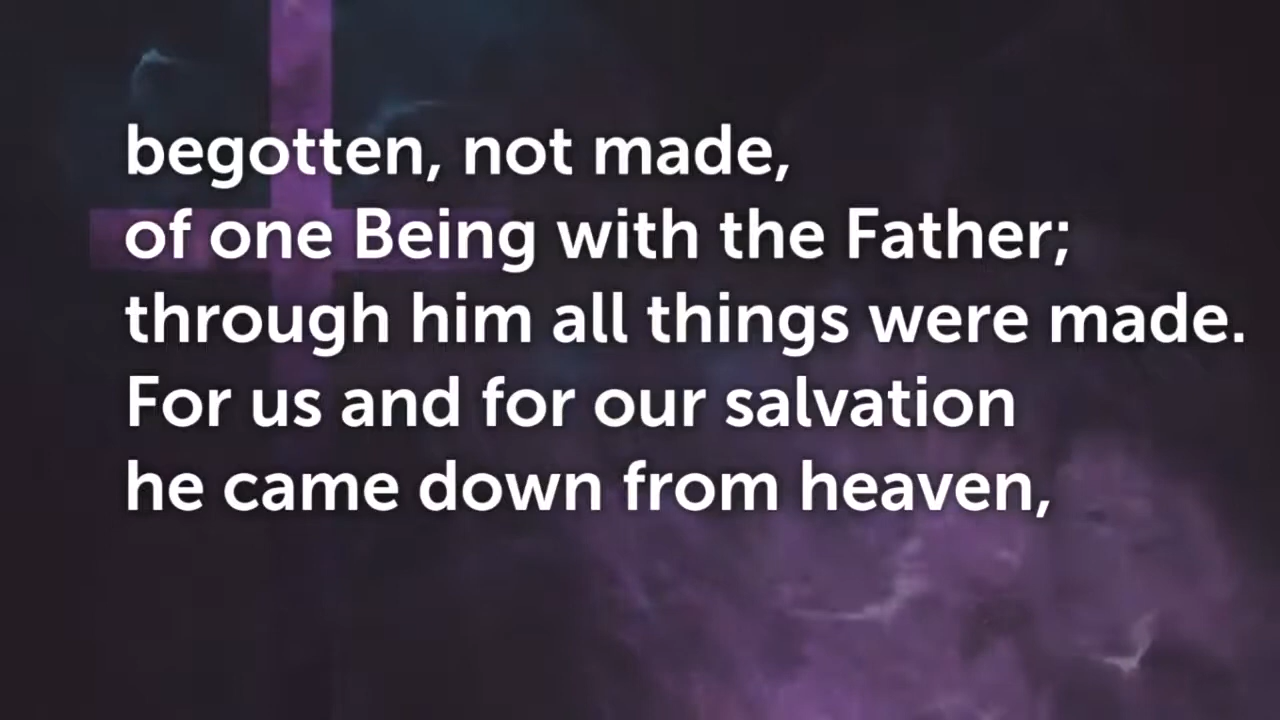 begotten, not made,
of one Being with the Father;
through him all things were made.
For us and for our salvation
he came down from heaven,